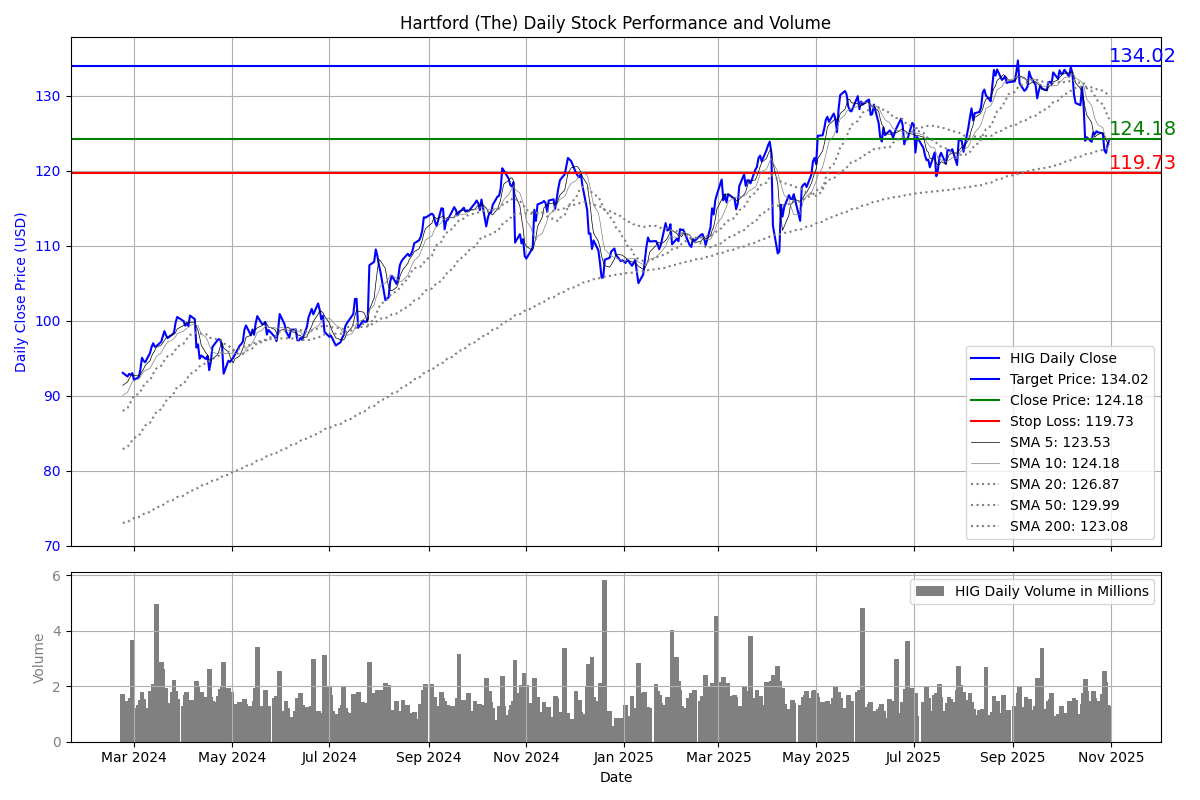 Hartford (The) Daily Stock Performance and Volume
134.02
130
124.18
120
119.73
110
100
90
80
70
Daily Close Price (USD)
HIG Daily Close
Target Price: 134.02
Close Price: 124.18
Stop Loss: 119.73
SMA 5: 123.53
SMA 10: 124.18
SMA 20: 126.87
SMA 50: 129.99
SMA 200: 123.08
6
4
2
0
Volume
HIG Daily Volume in Millions
Mar 2024 May 2024 Jul 2024 Sep 2024 Nov 2024 Jan 2025 Mar 2025 May 2025 Jul 2025 Sep 2025 Nov 2025
Date